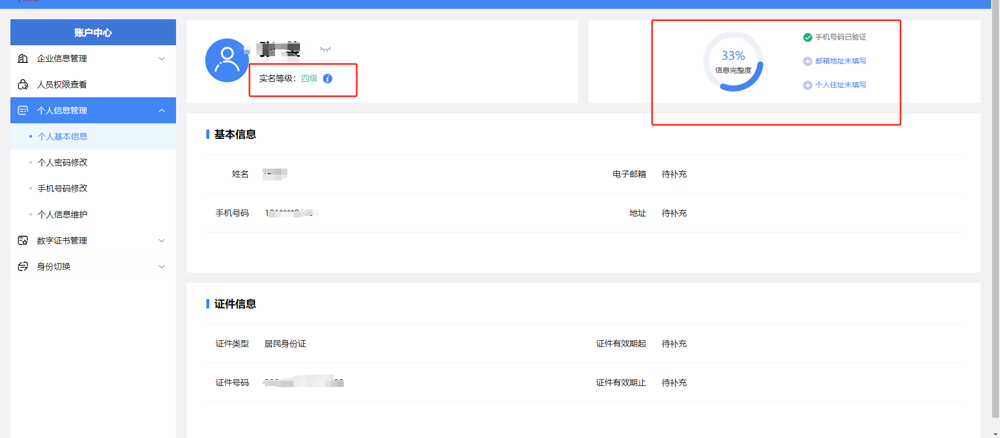 账户中心
企业信息管理
人员权限查看
个人信息管理
个人基本信息
个人密码修改
手机号码修改
个人信息维护
数字证书管理
身份切换
实名等级：四级
33%
信息完整度
手机号码已验证
邮箱地址未填写
个人住址未填写
基本信息
姓名
电子邮箱 待补充
手机号码
地址 待补充
证件信息
证件类型 居民身份证
证件有效期起 待补充
证件号码
证件有效期止 待补充